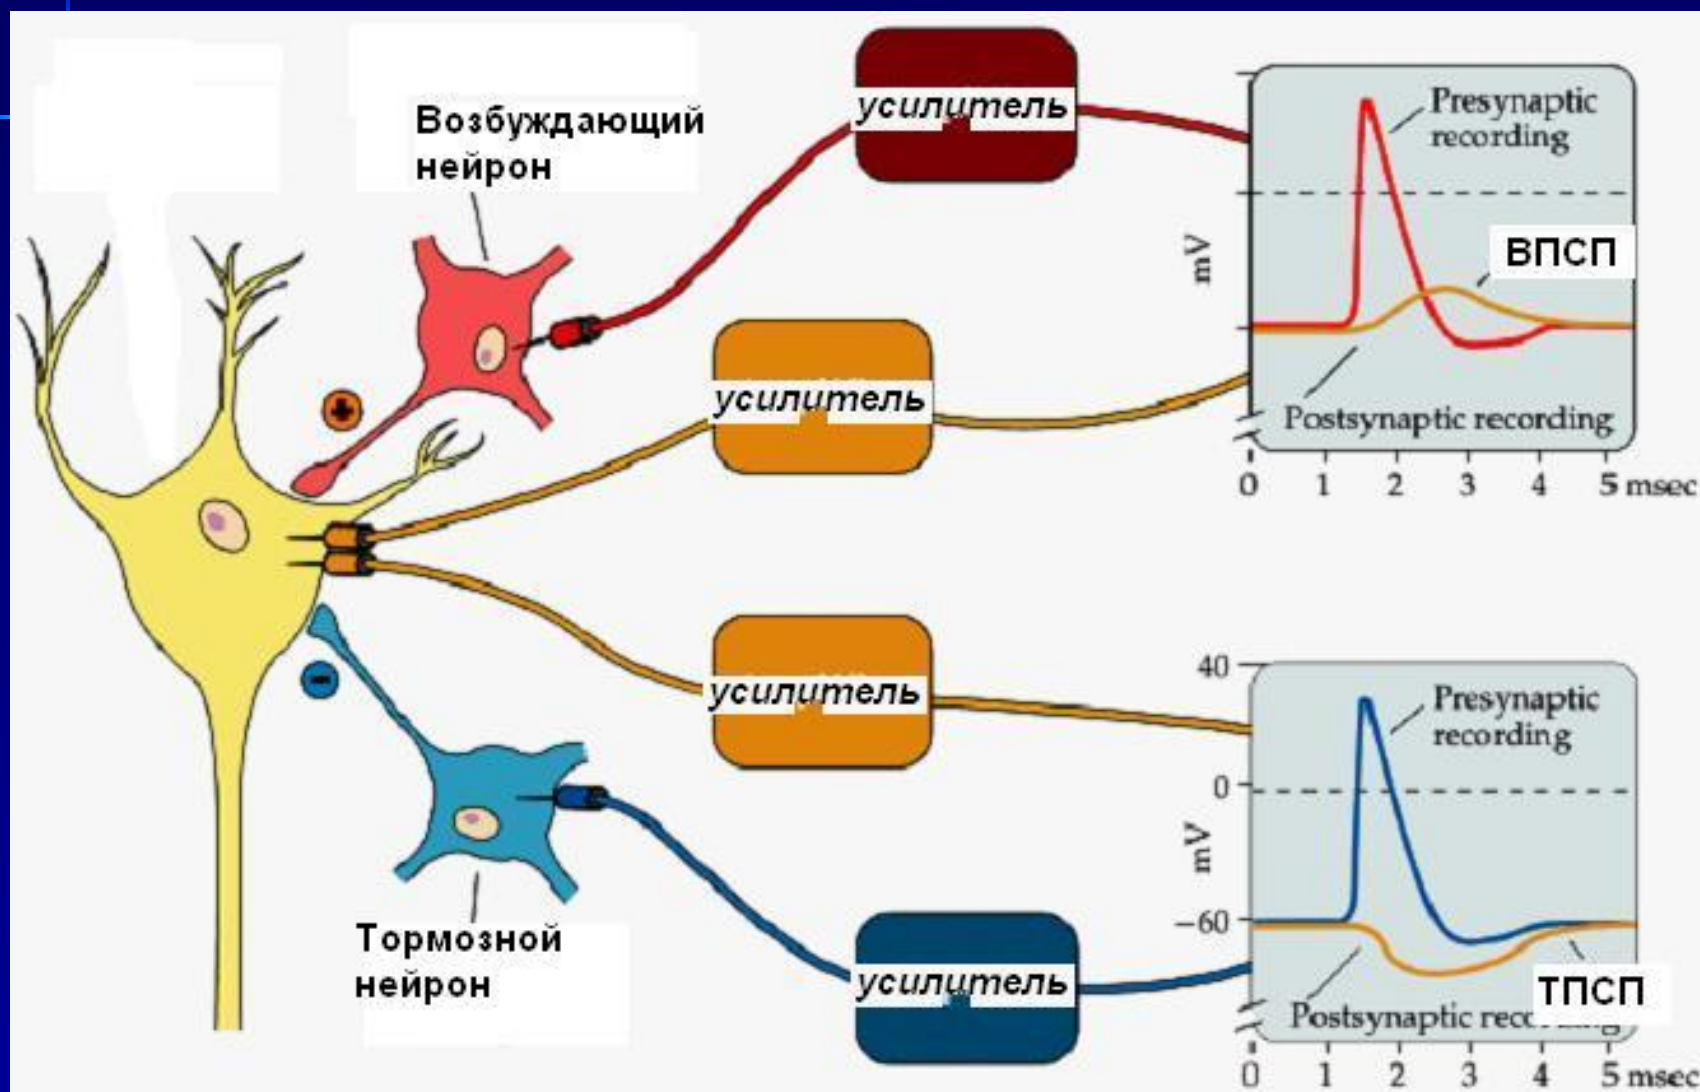 Возбуждающий
нейрон
усилитель
Presynaptic
recording
ВПСП
mV
Postsynaptic recording
0 1 2 3 4 5 msec
+
усилитель
−
усилитель
40
Presynaptic
recording
0
mV
−60
Тормозной
нейрон
усилитель
ТПСП
Postsynaptic
0 1 2 3 4 5 msec